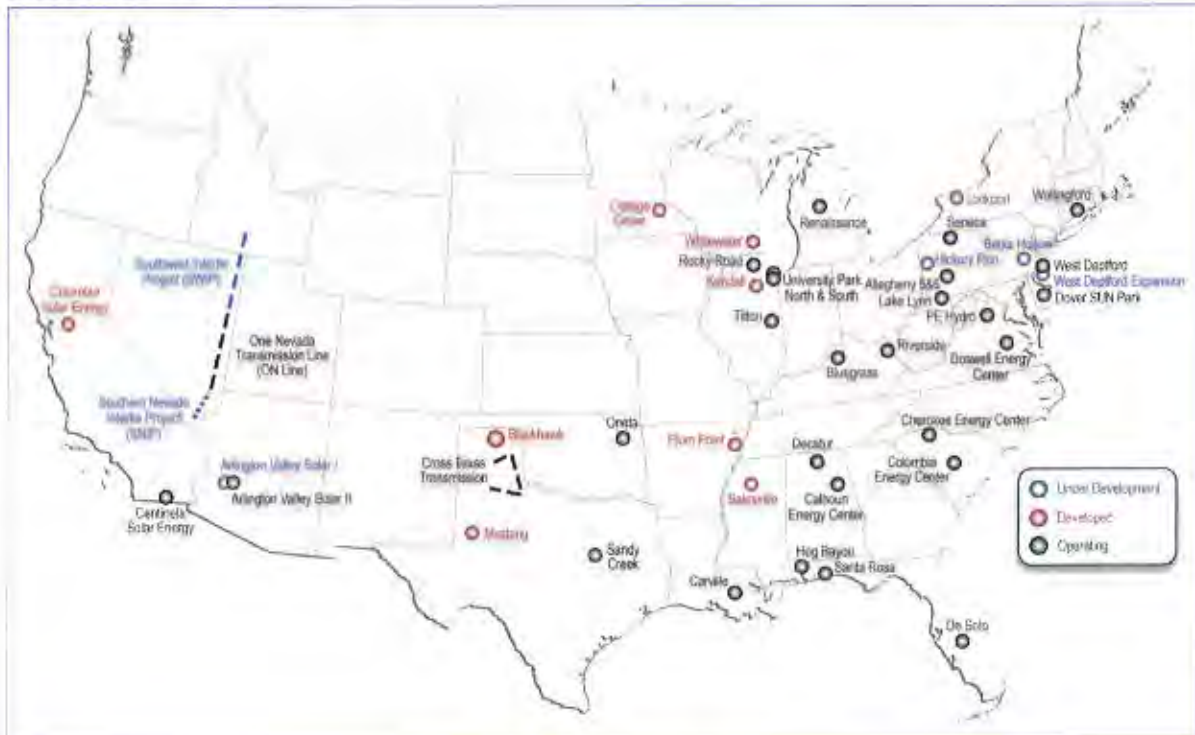 Cottage
Grove
Lockport
Wallingford
Renaissance
Seneca
Whitewater
Rocky Road
Kendall
University Park
North & South
Hickory Run
Berks Hollow
West Deptford
West Deptford Expansion
Dover SUN Park
Allegheny 5&6
Lake Lynn
PE Hydro
Southwest Intertie
Project (SWIP)
Solar Energy
Tilton
Riverside
Bluegrass
Doswell Energy
Center
One Nevada
Transmission Line
(ON Line)
Southern Nevada
Intertie Project
(SNIP)
Blackhawk
Oneta
Plum Point
Cherokee Energy Center
Decatur
Columbia
Energy Center
Cross Texas
Transmission
Arlington Valley Solar I
Arlington Valley Solar II
Centinela
Solar Energy
Batesville
Calhoun
Energy Center
Under Development
Developed
Operating
Mustang
Sandy
Creek
Hog Bayou
Santa Rosa
Carville
De Soto